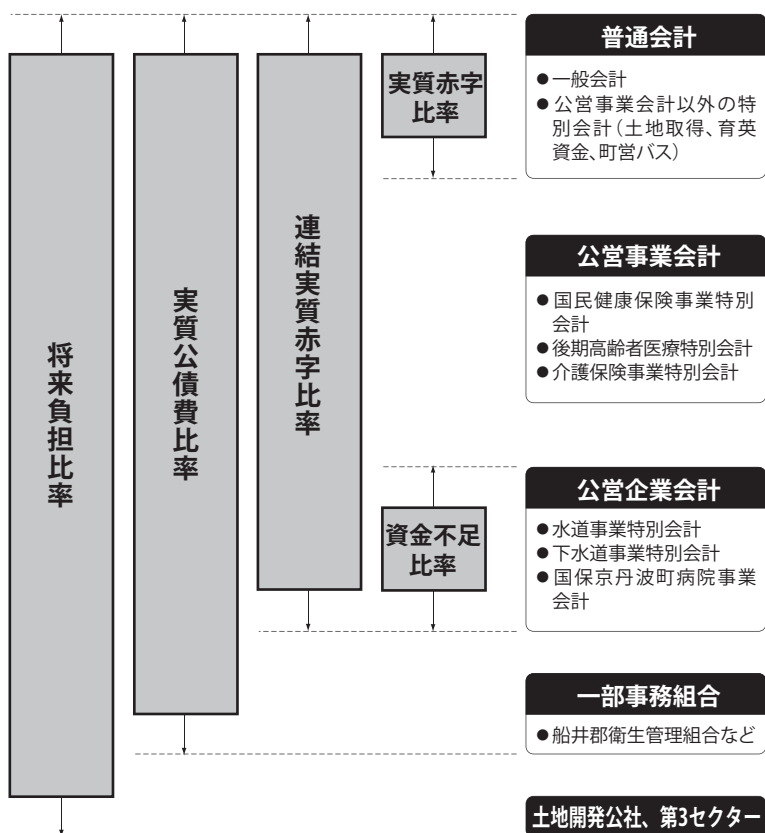 将来負担比率
実質公債費比率
連結実質赤字比率
実質赤字
比率
資金不足
比率
普通会計
●一般会計
●公営事業会計以外の特
別会計(土地取得、育英
資金、町営バス)
公営事業会計
●国民健康保険事業特別
会計
●後期高齢者医療特別会計
●介護保険事業特別会計
公営企業会計
●水道事業特別会計
●下水道事業特別会計
●国保京丹波町病院事業
会計
一部事務組合
●船井郡衛生管理組合など
土地開発公社、第3セクター